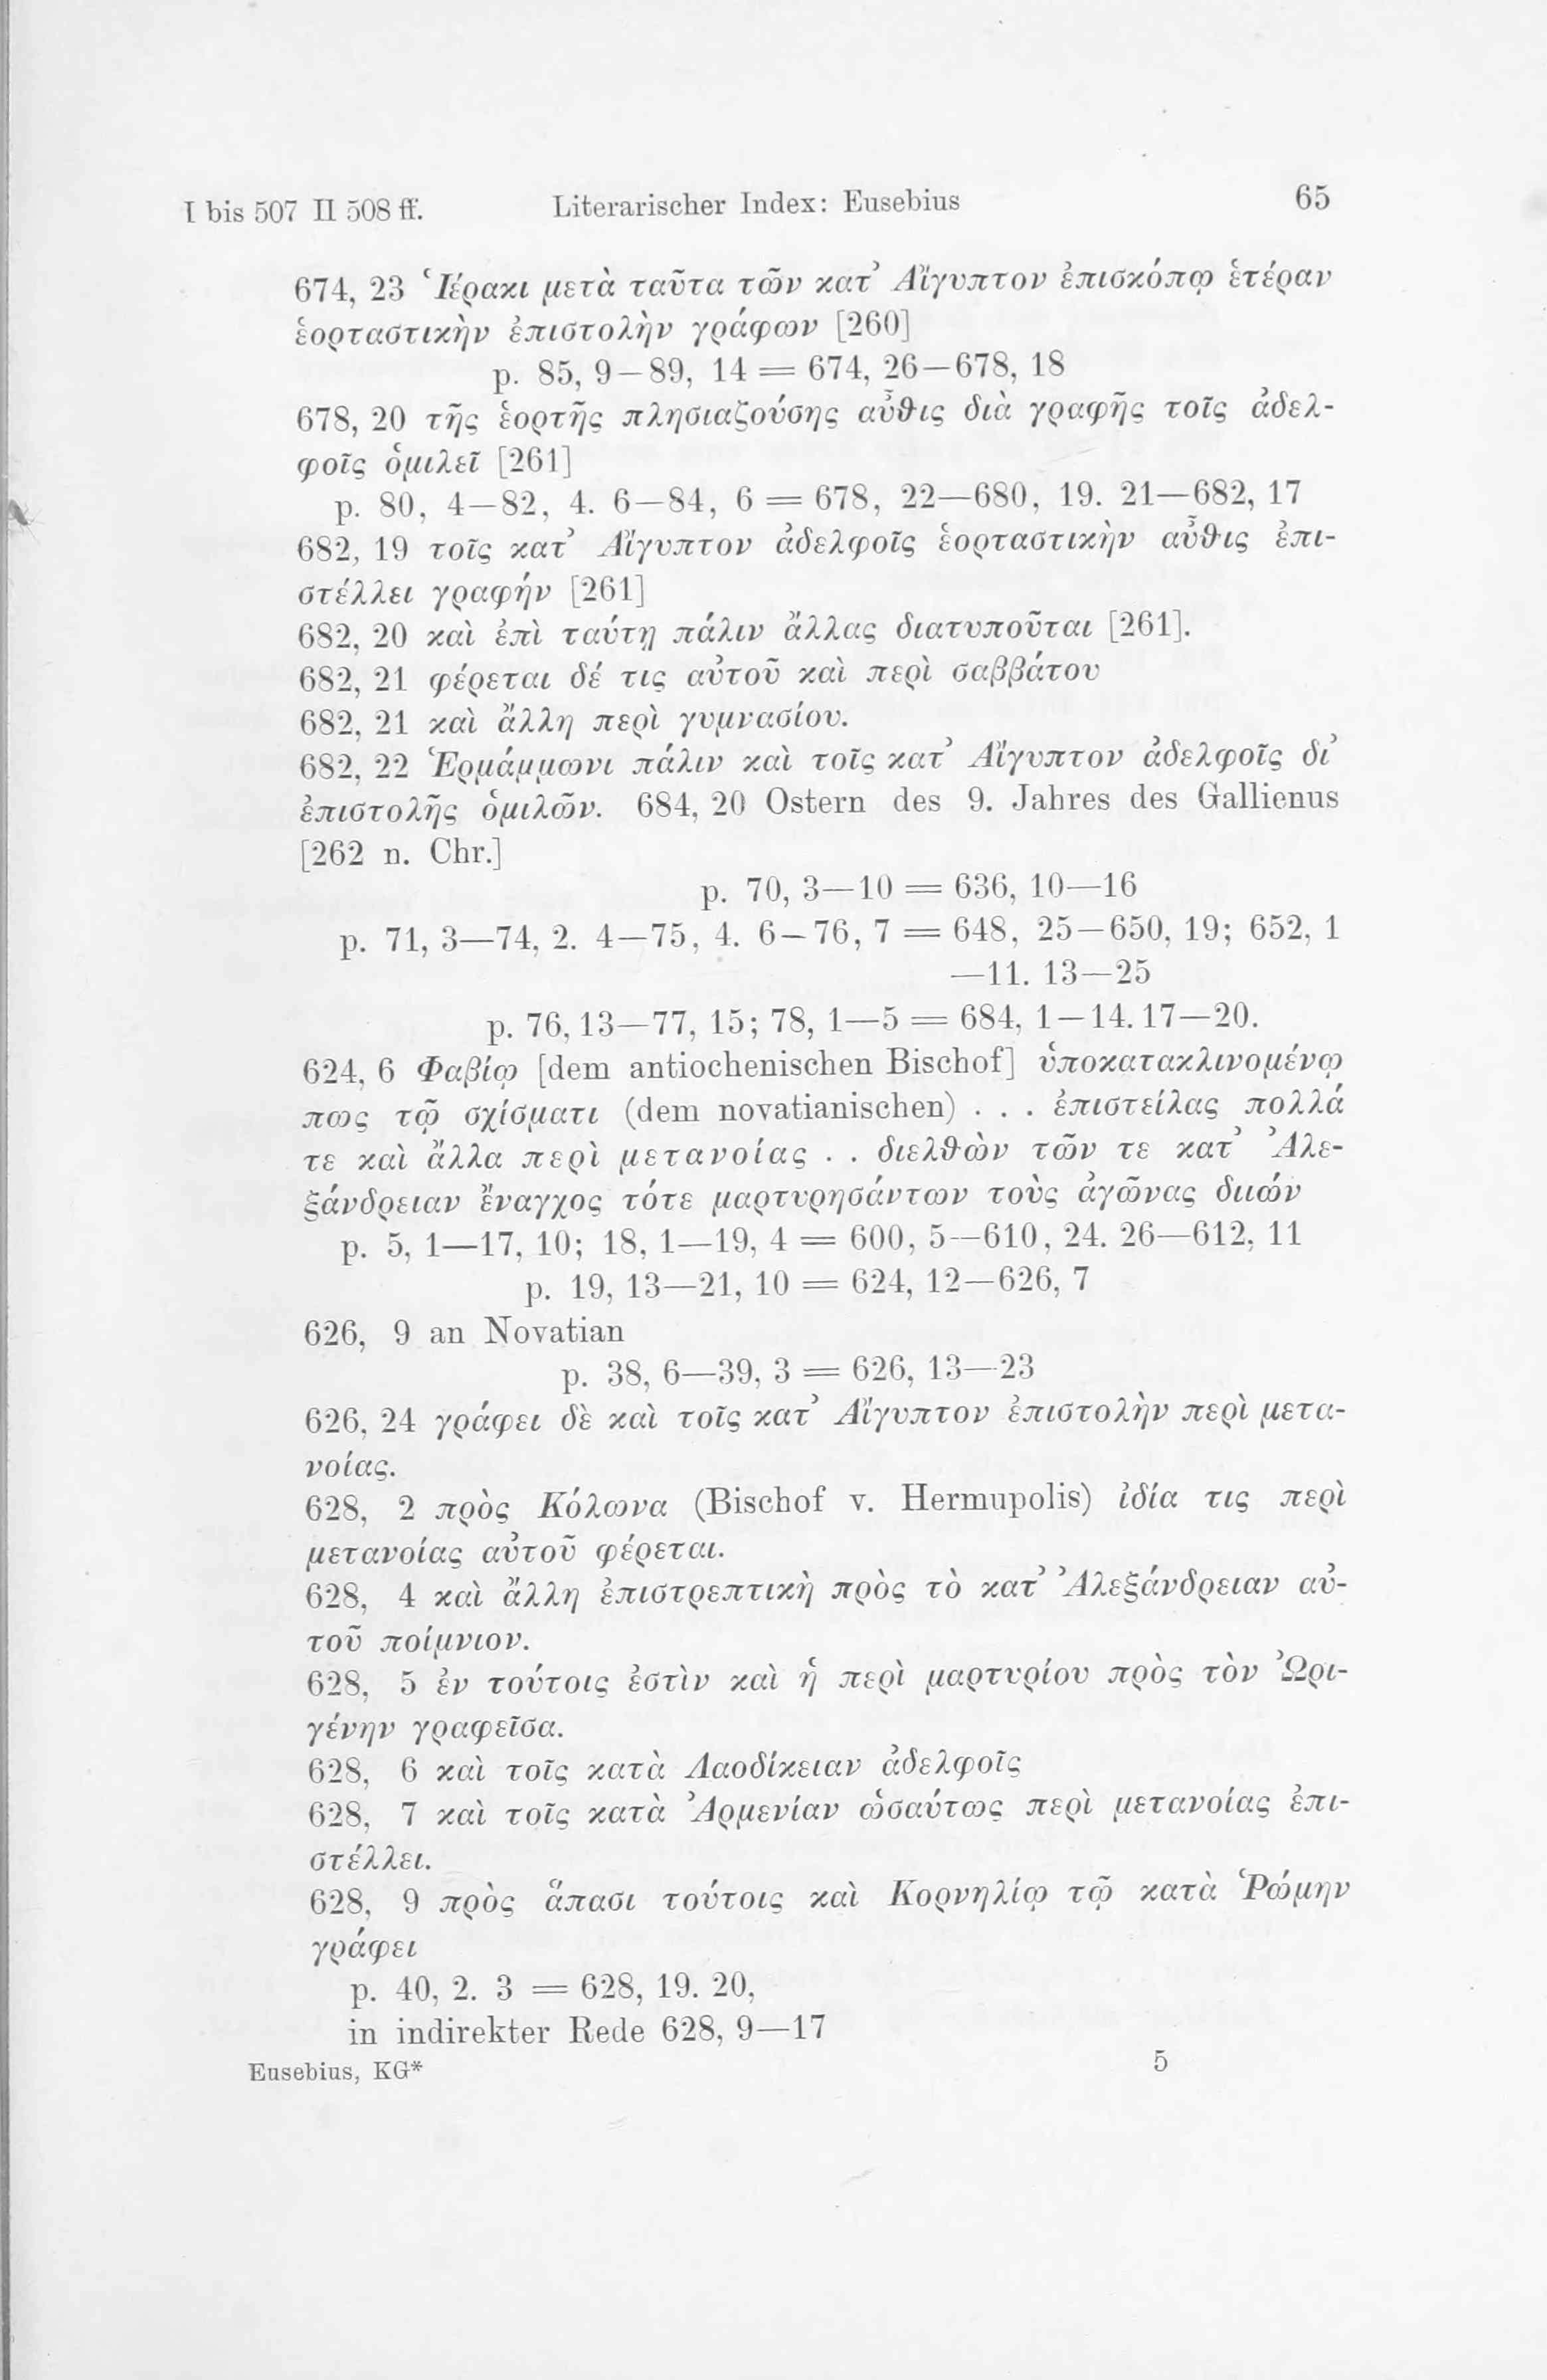 I bis 507 II 508 ff. Literarischer Index: Eusebius 65
674, 23 Ἱέρακι μετὰ ταῦτα τῶν κατ’ Αἴγυπτον ἐπισκόπῳ ἑτέραν
ἑορταστικὴν ἐπιστολὴν γράφων [260]
p. 85, 9–89, 14 = 674, 26–678, 18
678, 20 τῆς ἑορτῆς πλησιαζούσης αὖθις διὰ γραφῆς τοῖς ἀδελ-
φοῖς ὁμιλεῖ [261]
p. 80, 4–82, 4. 6–84, 6 = 678, 22—680, 19. 21—682, 17
682, 19 τοῖς κατ’ Αἴγυπτον ἀδελφοῖς ἑορταστικὴν αὖθις ἐπι-
στέλλει γραφήν [261]
682, 20 καὶ ἐπὶ ταύτῃ πάλιν ἄλλας διατυποῦται [261].
682, 21 φέρεται δέ τις αὐτοῦ καὶ περὶ σαββάτου
682, 21 καὶ ἄλλη περὶ γυμνασίου.
682, 22 Ἑρμάμμωνι πάλιν καὶ τοῖς κατ’ Αἴγυπτον ἀδελφοῖς δι’
ἐπιστολῆς ὁμιλῶν. 684, 20 Ostern des 9. Jahres des Gallienus
[262 n. Chr.]
p. 70, 3—10 = 636, 10—16
p. 71, 3—74, 2. 4—75, 4. 6–76, 7 = 648, 25—650, 19; 652, 1
—11. 13—25
p. 76, 13—77, 15; 78, 1—5 = 684, 1–14. 17—20.
624, 6 Φαβίῳ [dem antiochenischen Bischof] ὑποκατακλινομένῳ
πως τῷ σχίσματι (dem novatianischen) . . . ἐπιστείλας πολλά
τε καὶ ἄλλα περὶ μετανοίας . . διελθὼν τῶν τε κατ’ Ἀλε-
ξάνδρειαν ἔναγχος τότε μαρτυρησάντων τοὺς ἀγῶνας διιών
p. 5, 1—17, 10; 18, 1—19, 4 = 600, 5—610, 24. 26—612, 11
p. 19, 13—21, 10 = 624, 12—626, 7
626, 9 an Novatian
p. 38, 6—39, 3 = 626, 13—23
626, 24 γράφει δὲ καὶ τοῖς κατ’ Αἴγυπτον ἐπιστολὴν περὶ μετα-
νοίας.
628, 2 πρὸς Κόλωνα (Bischof v. Hermupolis) ἰδία τις περὶ
μετανοίας αὐτοῦ φέρεται.
628, 4 καὶ ἄλλη ἐπιστρεπτικὴ πρὸς τὸ κατ’ Ἀλεξάνδρειαν αὐ-
τοῦ ποίμνιον.
628, 5 ἐν τούτοις ἐστὶν καὶ ἡ περὶ μαρτυρίου πρὸς τὸν Ὠρι-
γένην γραφεῖσα.
628, 6 καὶ τοῖς κατὰ Λαοδίκειαν ἀδελφοῖς
628, 7 καὶ τοῖς κατὰ Ἀρμενίαν ὡσαύτως περὶ μετανοίας ἐπι-
στέλλει.
628, 9 πρὸς ἅπασι τούτοις καὶ Κορνηλίῳ τῷ κατὰ Ῥώμην
γράφει
p. 40, 2. 3 = 628, 19. 20,
in indirekter Rede 628, 9—17
Eusebius, KG* 5